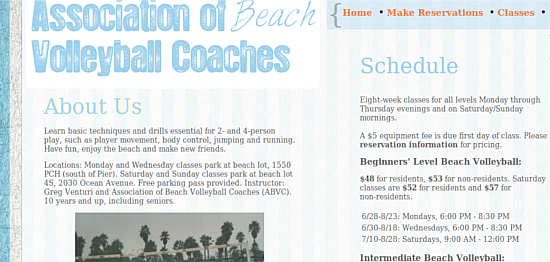 Association of Beach
Volleyball Coaches
{ Home • Make Reservations • Classes •
About Us
Learn basic techniques and drills essential for 2- and 4-person
play, such as player movement, body control, jumping and running.
Have fun, enjoy the beach and make new friends.
Locations: Monday and Wednesday classes park at beach lot, 1550
PCH (south of Pier). Saturday and Sunday classes park at beach lot
4S, 2030 Ocean Avenue. Free parking pass provided. Instructor:
Greg Venturi and Association of Beach Volleyball Coaches (ABVC).
10 years and up, including seniors.
Schedule
Eight-week classes for all levels Monday through
Thursday evenings and on Saturday/Sunday
mornings.
A $5 equipment fee is due first day of class. Please
reservation information for pricing.
Beginners' Level Beach Volleyball:
$48 for residents, $53 for non-residents. Saturday
classes are $52 for residents and $57 for
non-residents.
6/28-8/23: Mondays, 6:00 PM - 8:30 PM
6/30-8/18: Wednesdays, 6:00 PM - 8:30 PM
7/10-8/28: Saturdays, 9:00 AM - 12:00 PM
Intermediate Beach Volleyball: